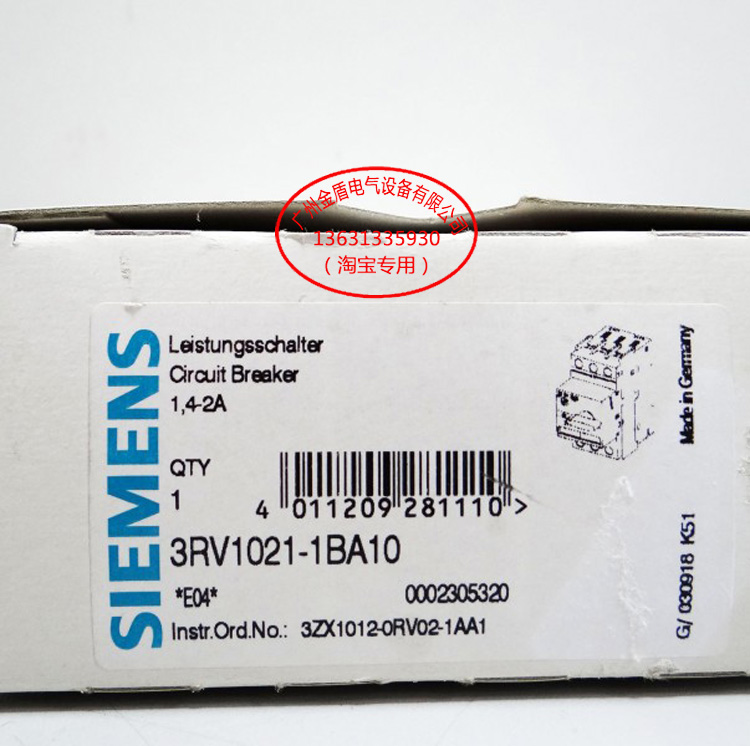 广州金盾电气设备有限公司
13631335930
（淘宝专用）
SIEMENS
Leistungsschalter
Circuit Breaker
1,4-2A
QTY
1
4 011209 281110 >
3RV1021-1BA10
*E04* 0002305320
Instr.Ord.No.: 3ZX1012-0RV02-1AA1
Made in Germany
G/ 030918 K51